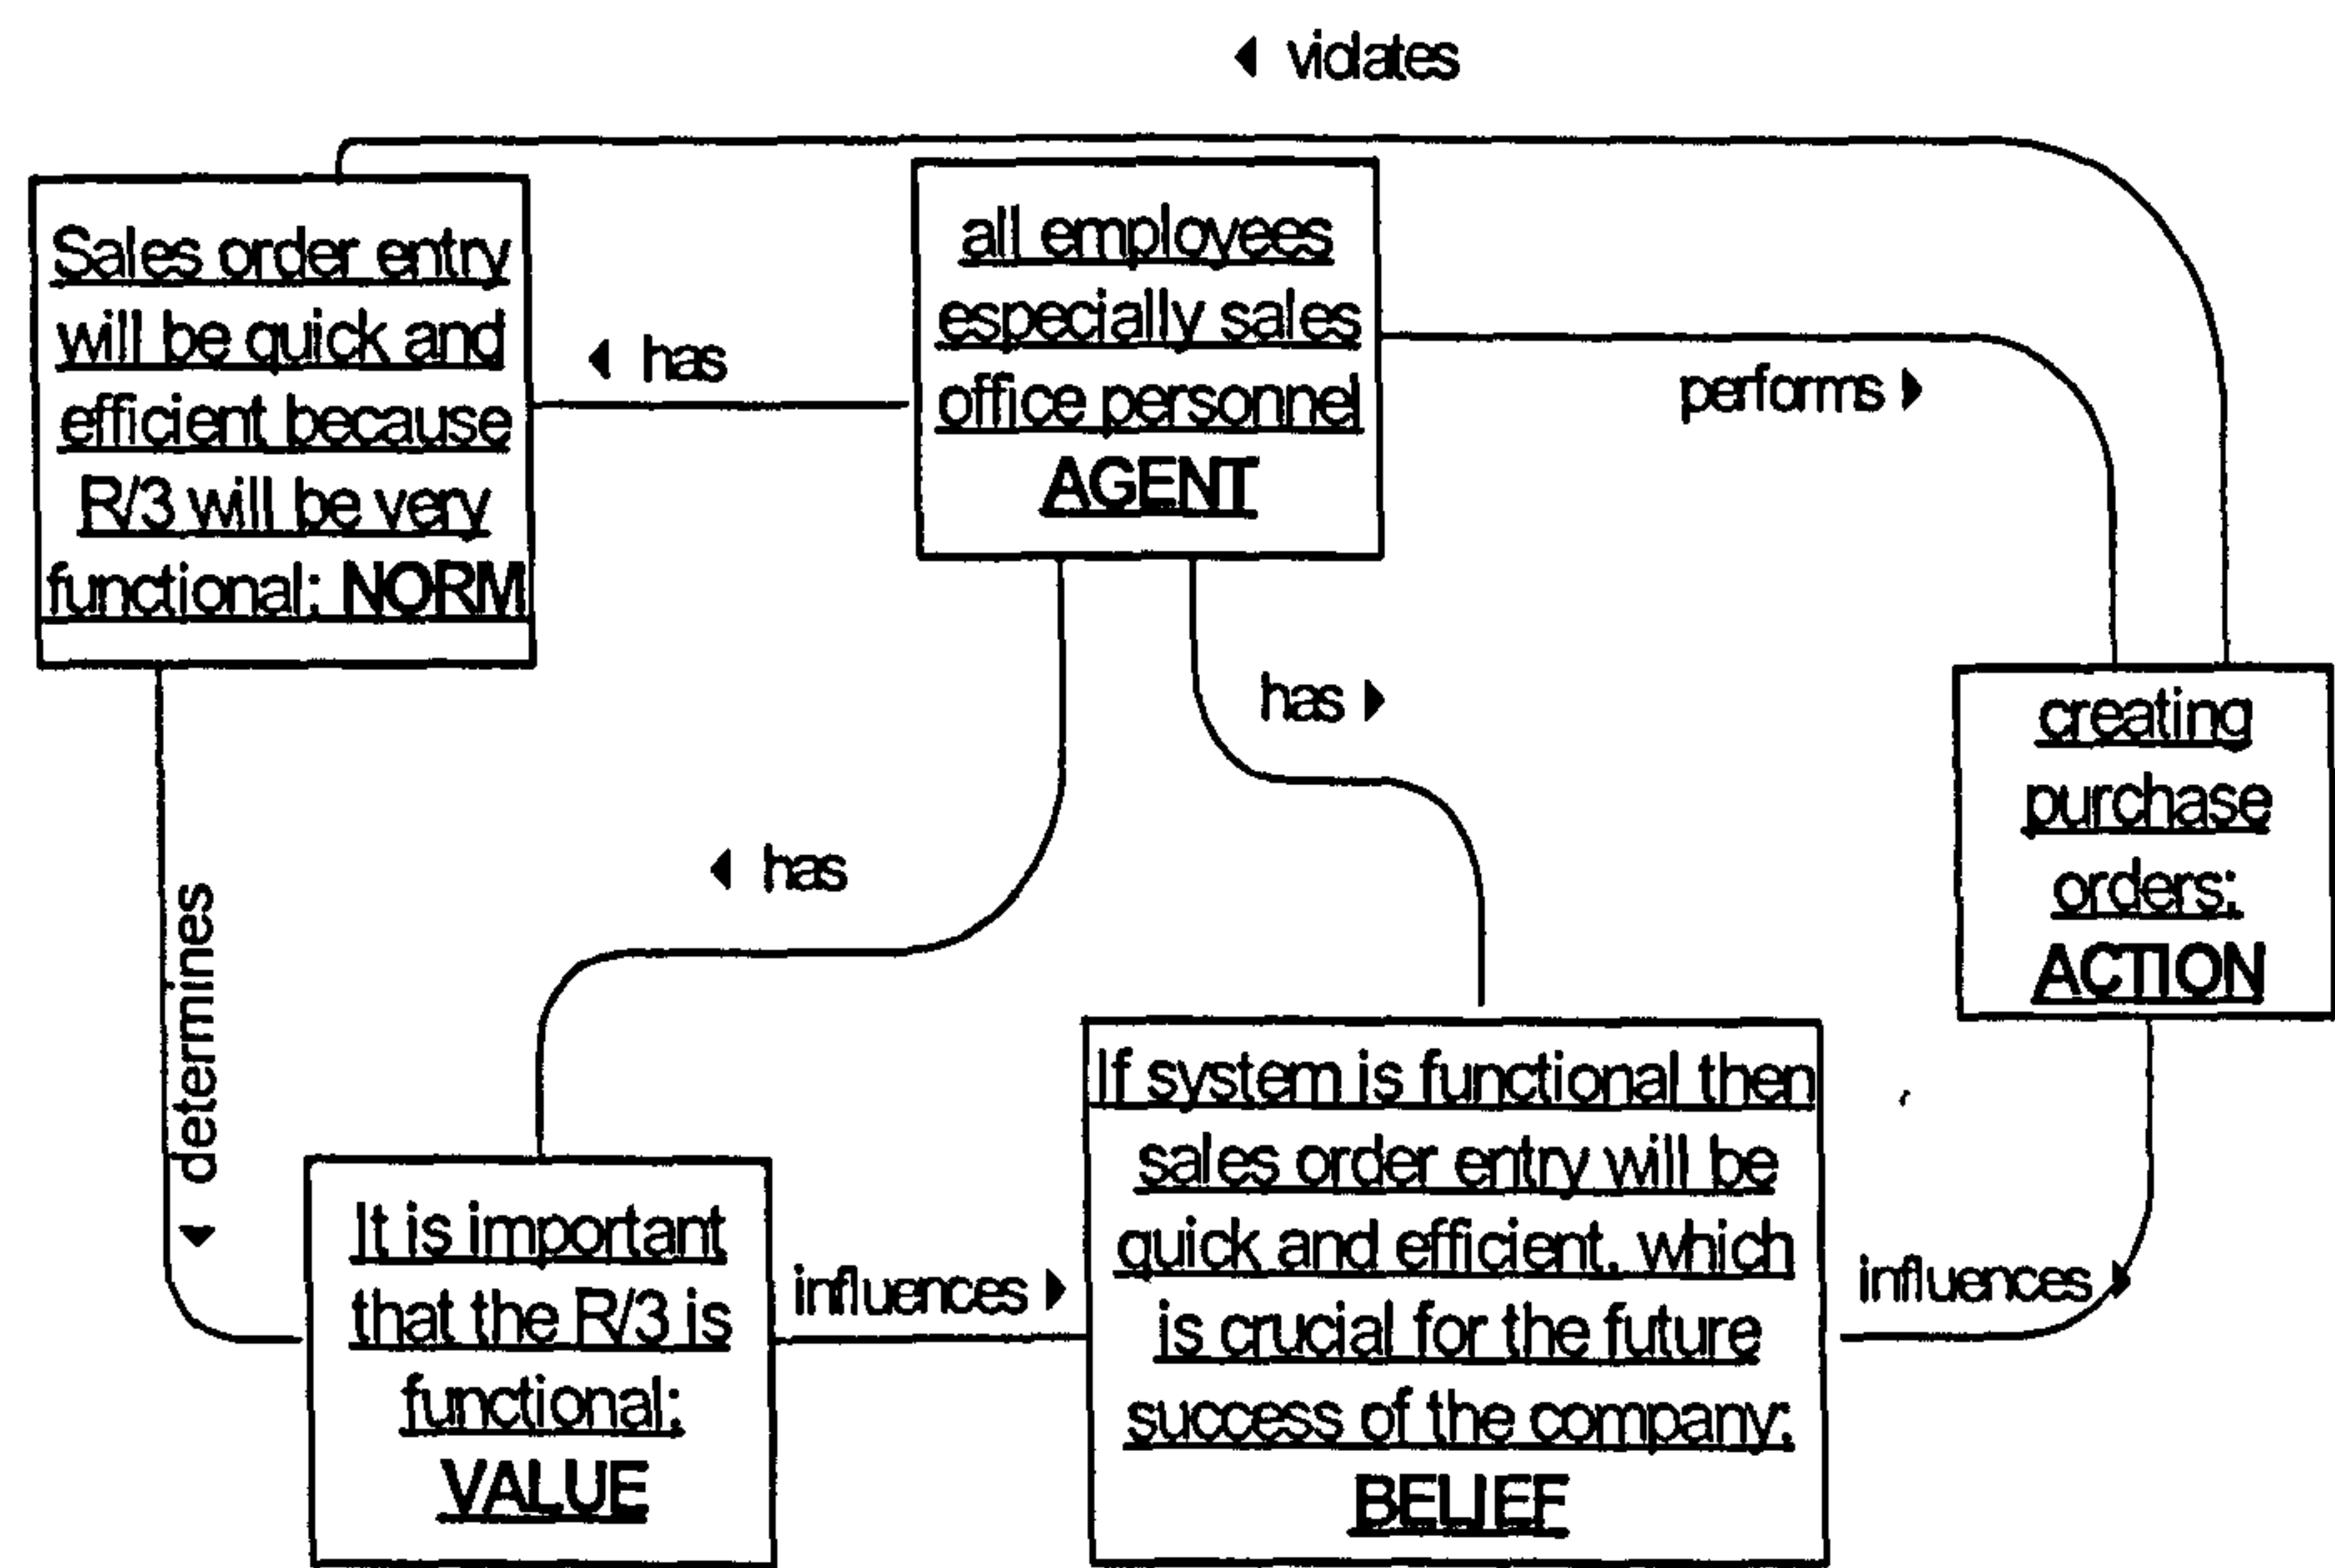 ◀ violates
Sales order entry
will be quick and
efficient because
R/3 will be very
functional: NORM
◀ has
all employees
especially sales
office personnel
AGENT
performs ▶
has ▶
◀ has
creating
purchase
orders:
ACTION
◀ determines
It is important
that the R/3 is
functional:
VALUE
influences ▶
If system is functional then
sales order entry will be
quick and efficient, which
is crucial for the future
success of the company:
BELIEF
influences ▶